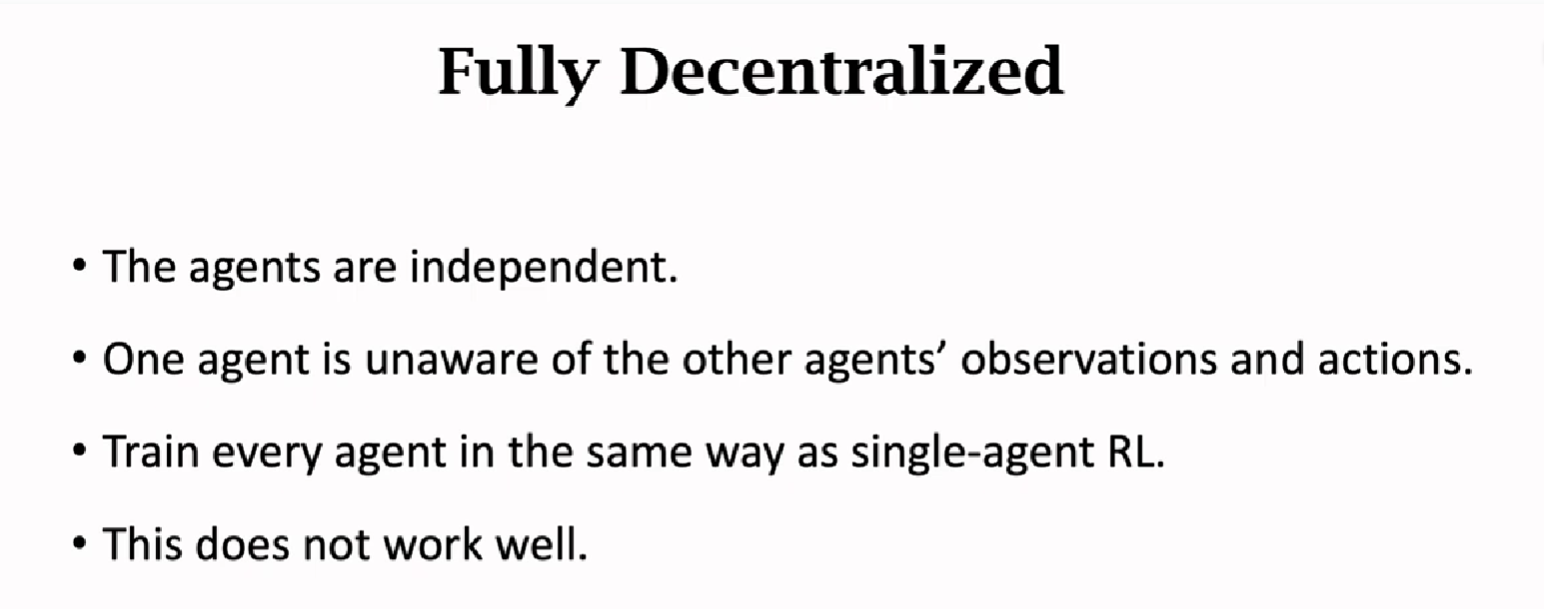 Fully Decentralized
• The agents are independent.
• One agent is unaware of the other agents’ observations and actions.
• Train every agent in the same way as single-agent RL.
• This does not work well.